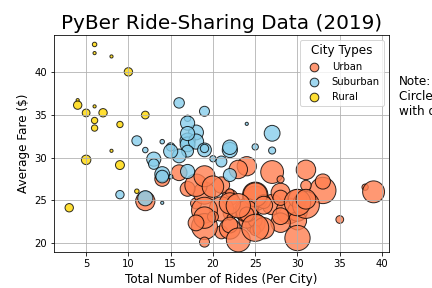 PyBer Ride-Sharing Data (2019)
City Types
Urban
Suburban
Rural
Note:
Circle
with
40
35
30
25
20
Average Fare ($)
5 10 15 20 25 30 35 40
Total Number of Rides (Per City)